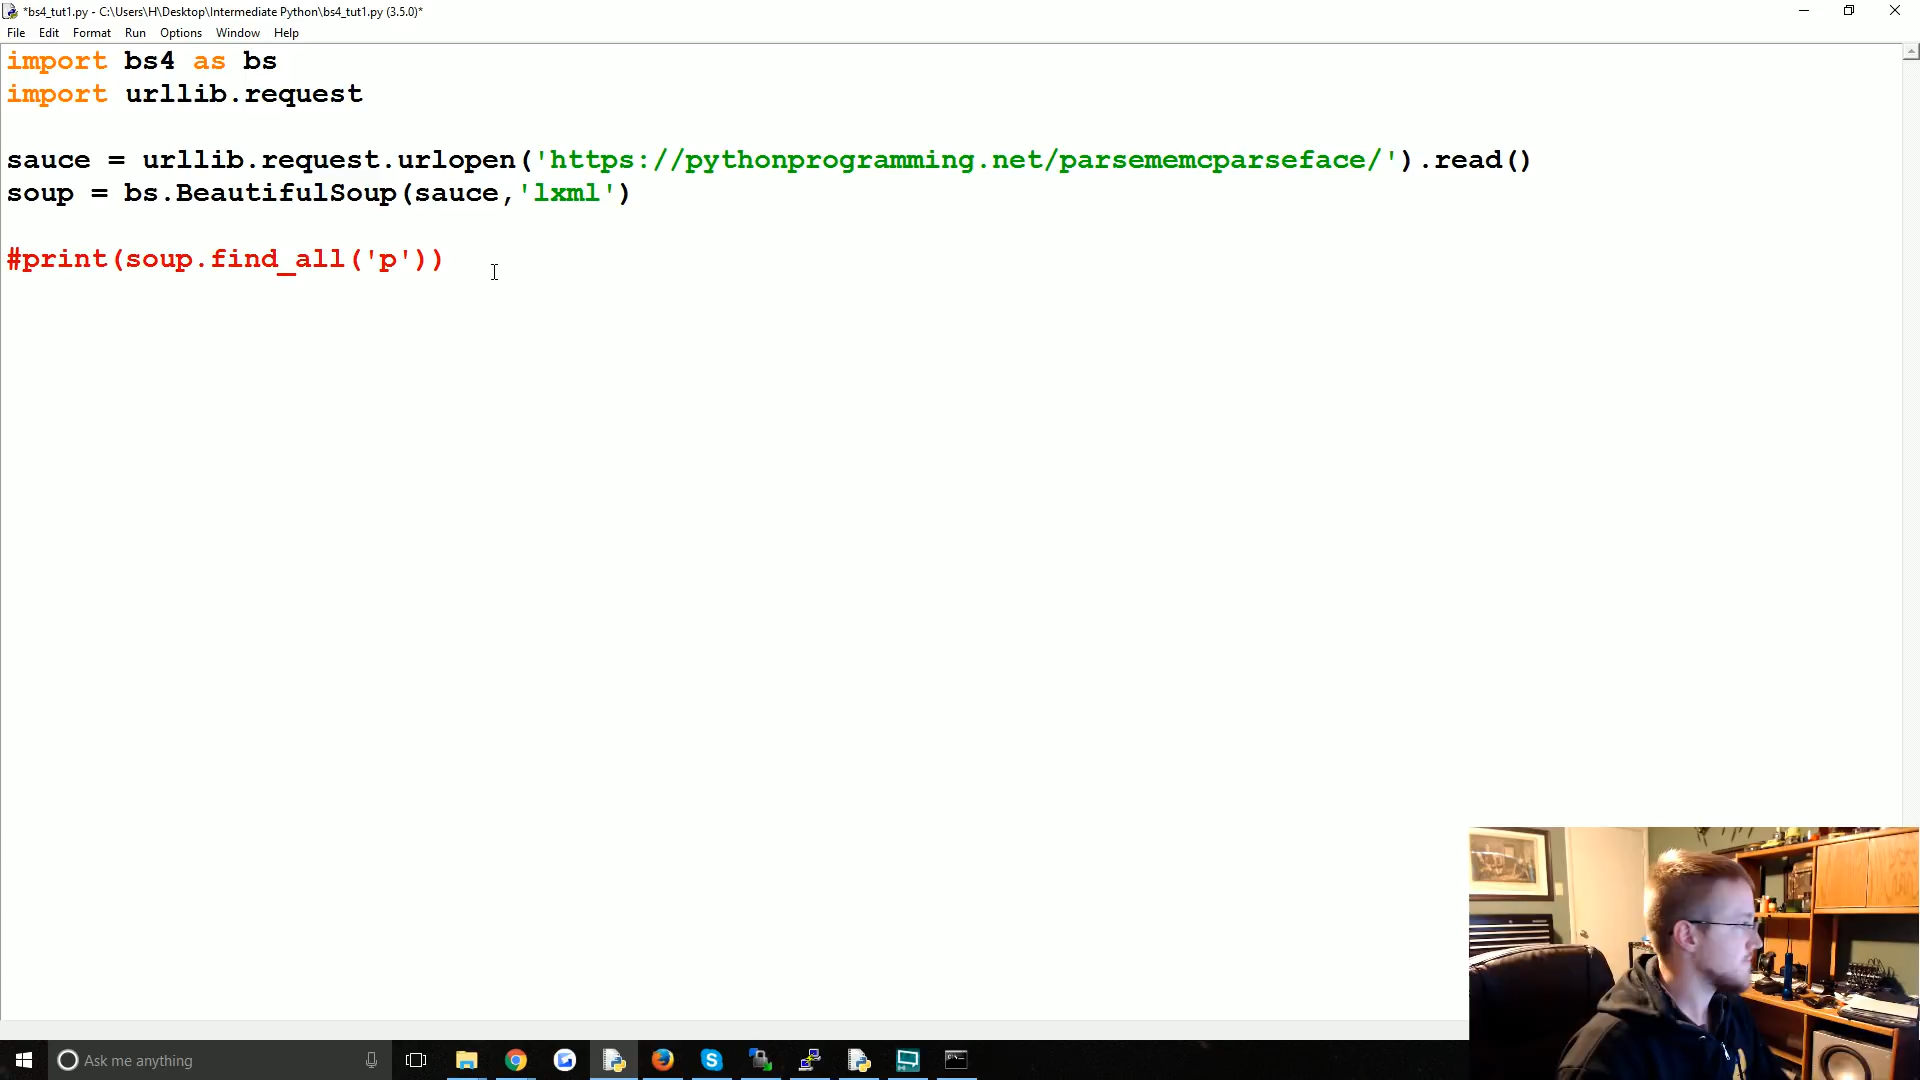 *bs4_tut1.py - C:\Users\H\Desktop\Intermediate Python\bs4_tut1.py (3.5.0)*
File Edit Format Run Options Window Help
import bs4 as bs
import urllib.request
sauce = urllib.request.urlopen('https://pythonprogramming.net/parsememcparseface/').read()
soup = bs.BeautifulSoup(sauce,'lxml')
#print(soup.find_all('p'))
Ask me anything